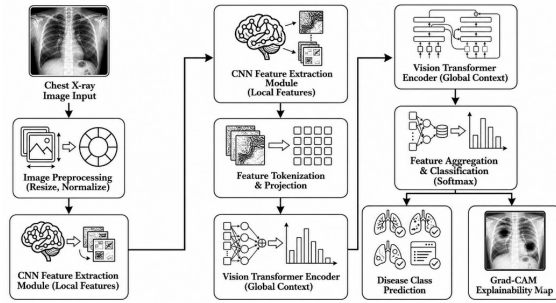 Chest X-ray
Image Input
Image Preprocessing
(Resize, Normalize)
CNN Feature Extraction
Module (Local Features)
CNN Feature Extraction
Module
(Local Features)
Feature Tokenization
& Projection
Vision Transformer Encoder
(Global Context)
Vision Transformer
Encoder (Global Context)
Feature Aggregation
& Classification
(Softmax)
Disease Class
Prediction
Grad-CAM
Explainability Map